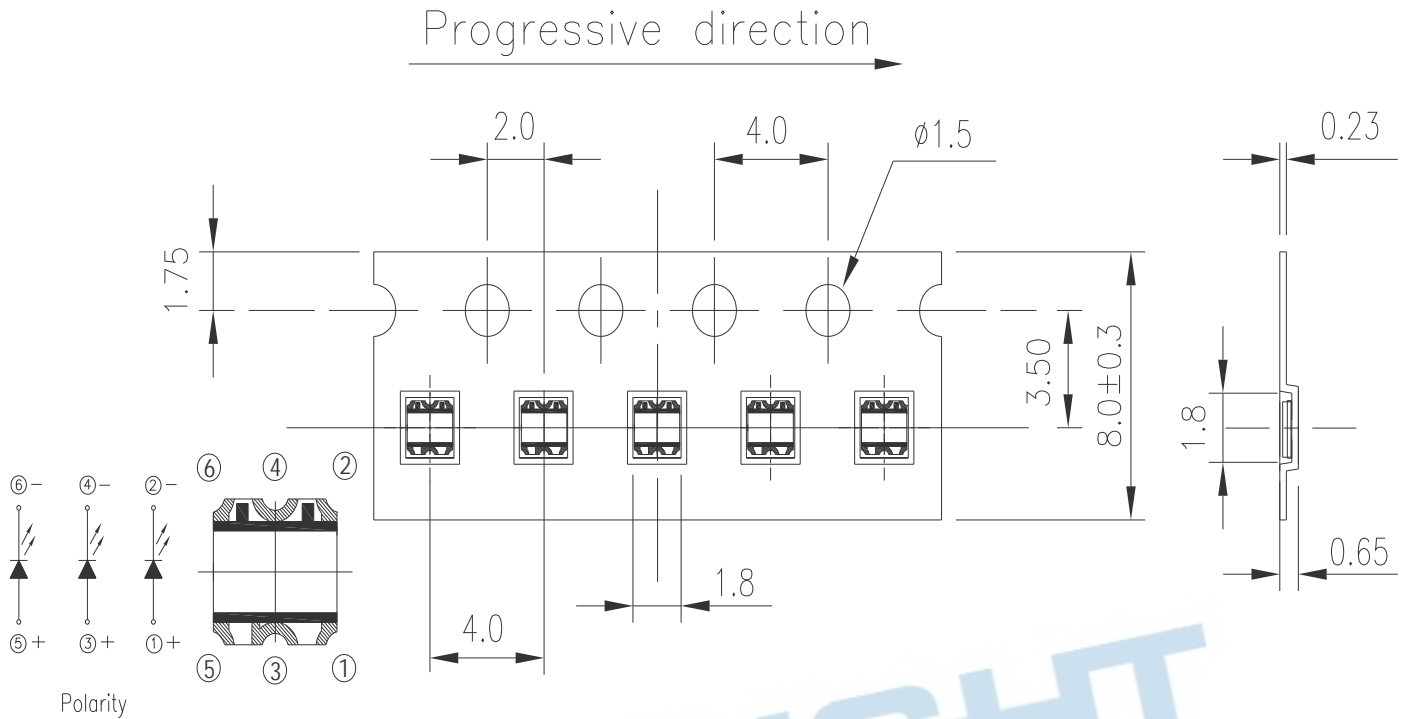 Progressive direction
2.0
4.0
ø1.5
0.23
1.75
3.50
8.0±0.3
1.8
⑥ ④ ②
⑥- ④- ②-
0.65
1.8
4.0
⑤+ ③+ ①+
⑤ ③ ①
Polarity